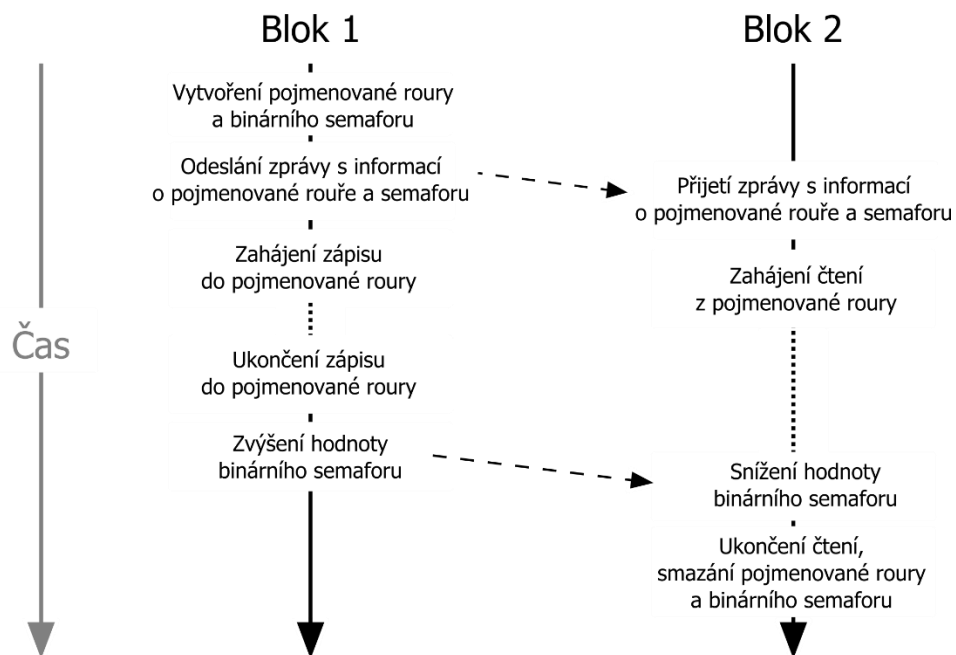 Blok 1
Blok 2
Vytvoření pojmenované roury
a binárního semaforu
Odeslání zprávy s informací
o pojmenované rouře a semaforu
Přijetí zprávy s informací
o pojmenované rouře a semaforu
Zahájení zápisu
do pojmenované roury
Zahájení čtení
z pojmenované roury
Čas
Ukončení zápisu
do pojmenované roury
Zvýšení hodnoty
binárního semaforu
Snížení hodnoty
binárního semaforu
Ukončení čtení,
smazání pojmenované roury
a binárního semaforu